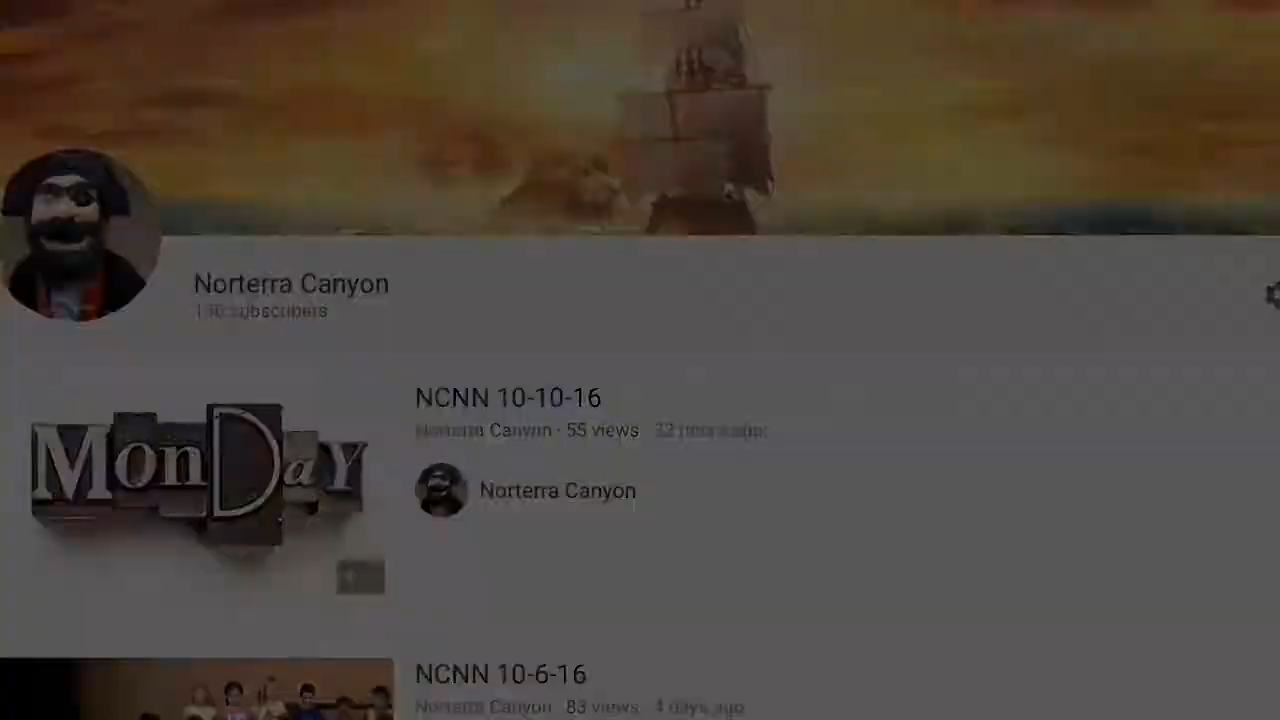 Norterra Canyon
subscribers
MonDaY
NCNN 10-10-16
Norterra Canyon · 55 views
Norterra Canyon
NCNN 10-6-16
Norterra Canyon · 83 views · 4 days ago